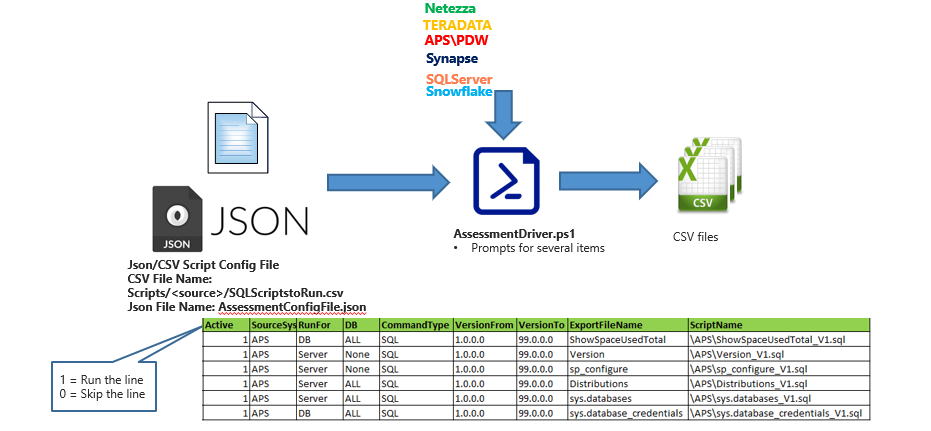 Netezza
TERADATA
APS\PDW
Synapse
SQLServer
Snowflake
JSON
JSON
CSV
AssessmentDriver.ps1
• Prompts for several items
CSV files
Json/CSV Script Config File
CSV File Name:
Scripts/<source>/SQLScriptstoRun.csv
Json File Name: AssessmentConfigFile.json
Active SourceSys RunFor DB CommandType VersionFrom VersionTo ExportFileName ScriptName
1 APS DB ALL SQL 1.0.0.0 99.0.0.0 ShowSpaceUsedTotal \APS\ShowSpaceUsedTotal_V1.sql
1 APS Server None SQL 1.0.0.0 99.0.0.0 Version \APS\Version_V1.sql
1 APS Server None SQL 1.0.0.0 99.0.0.0 sp_configure \APS\sp_configure_V1.sql
1 APS Server ALL SQL 1.0.0.0 99.0.0.0 Distributions \APS\Distributions_V1.sql
1 APS Server ALL SQL 1.0.0.0 99.0.0.0 sys.databases \APS\sys.databases_V1.sql
1 APS DB ALL SQL 1.0.0.0 99.0.0.0 sys.database_credentials \APS\sys.database_credentials_V1.sql
1 = Run the line
0 = Skip the line